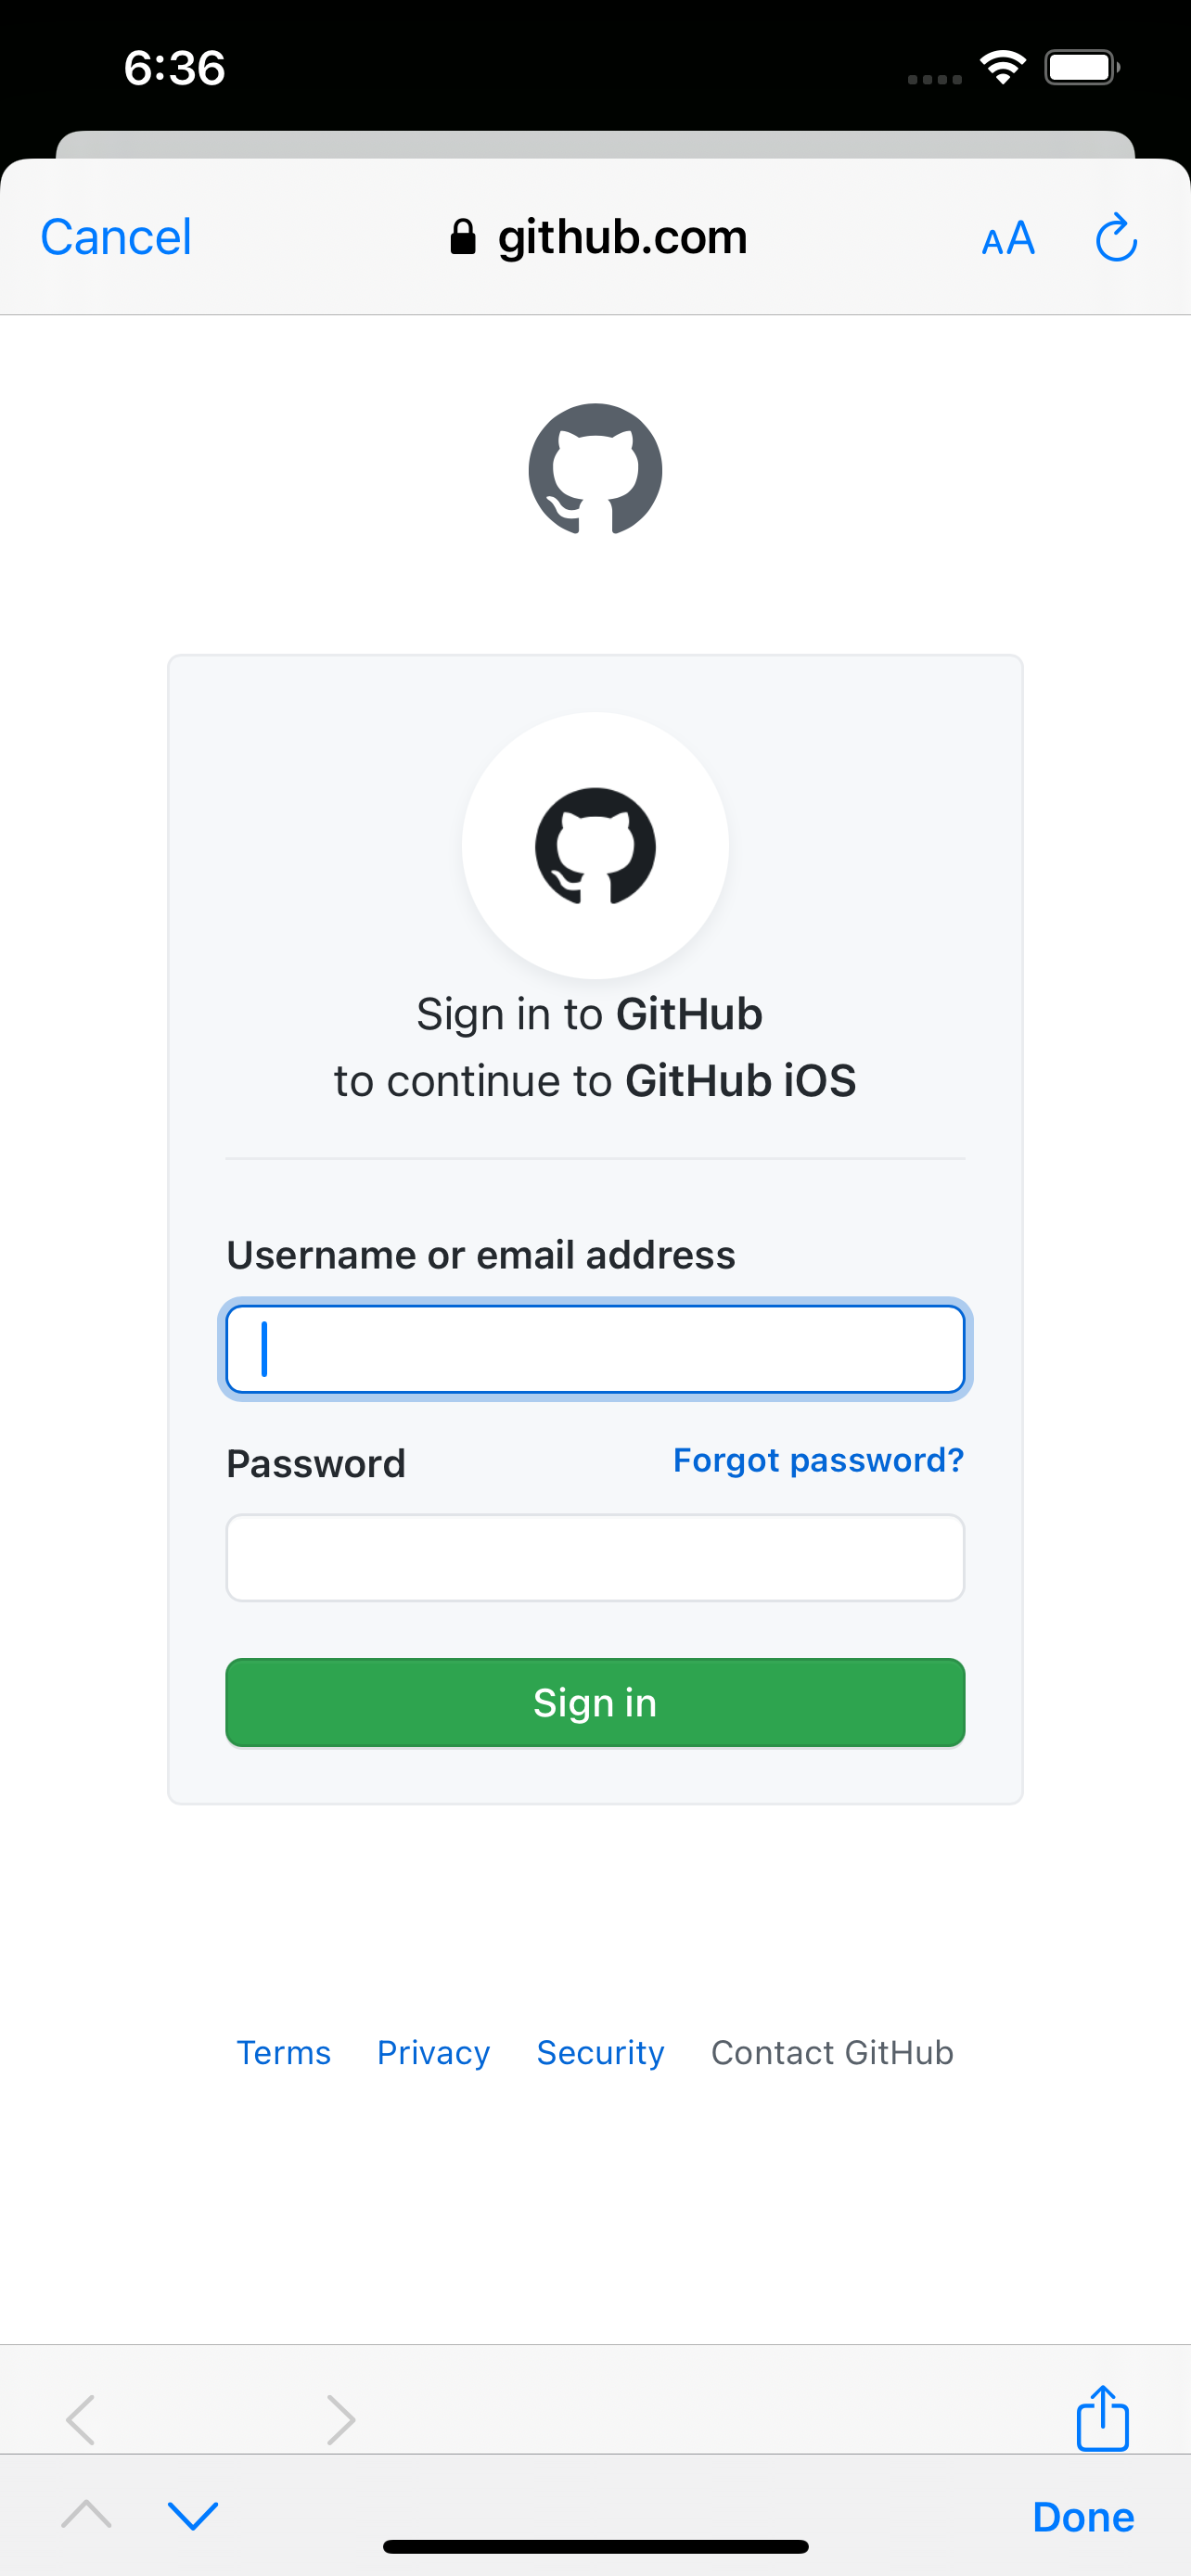 6:36
Cancel
github.com
AA
Sign in to GitHub
to continue to GitHub iOS
Username or email address
Password
Forgot password?
Sign in
Terms Privacy Security Contact GitHub
Done